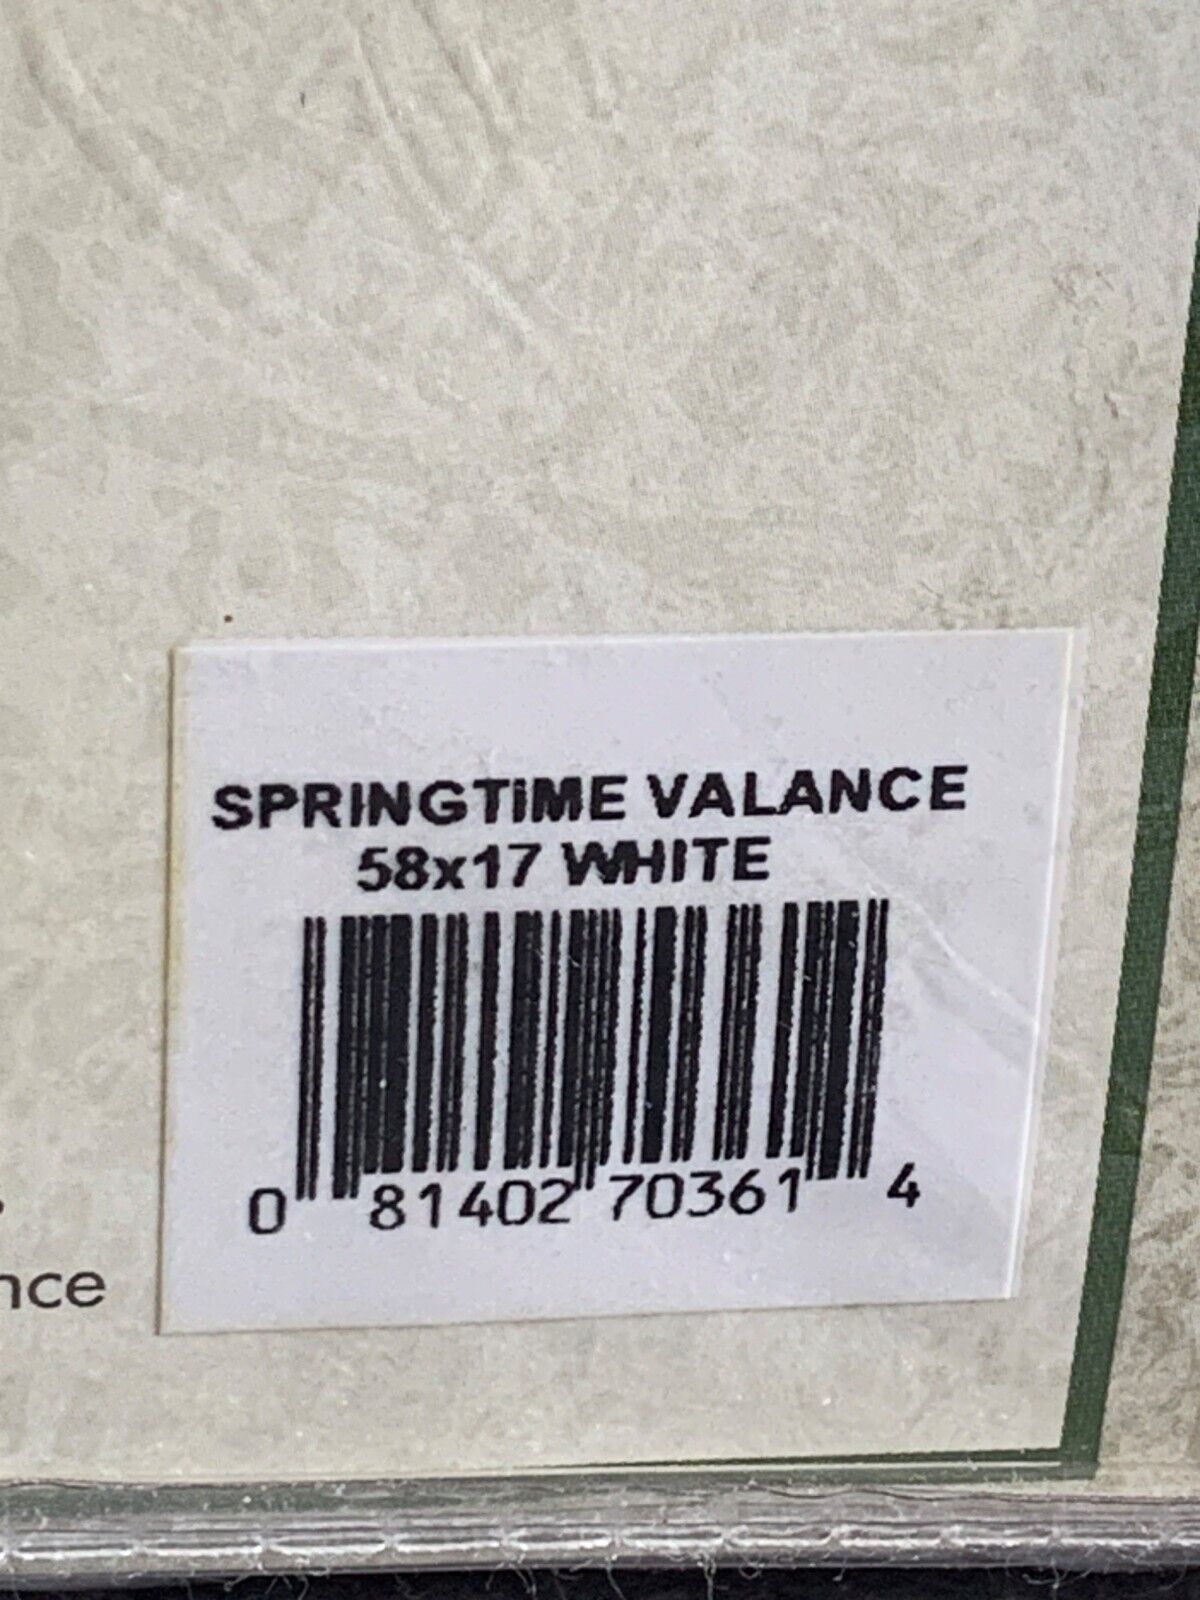 SPRINGTiME VALANCE
58x17 WHITE
0 81402 70361 4
nce